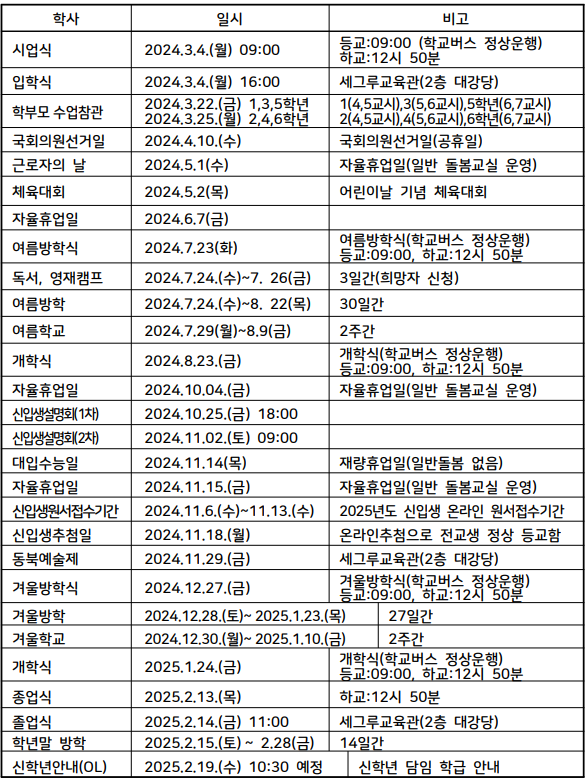 학사 일시 비고
시업식 2024.3.4.(월) 09:00 등교:09:00 (학교버스 정상운행)
하교:12시 50분
입학식 2024.3.4.(월) 16:00 세그루교육관(2층 대강당)
학부모 수업참관 2024.3.22.(금) 1,3,5학년 1(4,5교시),3(5,6교시),5학년(6,7교시)
2024.3.25.(월) 2,4,6학년 2(4,5교시),4(5,6교시),6학년(6,7교시)
국회의원선거일 2024.4.10.(수) 국회의원선거일(공휴일)
근로자의 날 2024.5.1(수) 자율휴업일(일반 돌봄교실 운영)
체육대회 2024.5.2(목) 어린이날 기념 체육대회
자율휴업일 2024.6.7(금)
여름방학식 2024.7.23(화) 여름방학식(학교버스 정상운행)
등교:09:00, 하교:12시 50분
독서, 영재캠프 2024.7.24.(수)~7. 26(금) 3일간(희망자 신청)
여름방학 2024.7.24.(수)~8. 22(목) 30일간
여름학교 2024.7.29(월)~8.9(금) 2주간
개학식 2024.8.23.(금) 개학식(학교버스 정상운행)
등교:09:00, 하교:12시 50분
자율휴업일 2024.10.04.(금) 자율휴업일(일반 돌봄교실 운영)
신입생설명회(1차) 2024.10.25.(금) 18:00
신입생설명회(2차) 2024.11.02.(토) 09:00
대입수능일 2024.11.14(목) 재량휴업일(일반돌봄 없음)
자율휴업일 2024.11.15.(금) 자율휴업일(일반 돌봄교실 운영)
신입생원서접수기간 2024.11.6.(수)~11.13.(수) 2025년도 신입생 온라인 원서접수기간
신입생추첨일 2024.11.18.(월) 온라인추첨으로 전교생 정상 등교함
동북예술제 2024.11.29.(금) 세그루교육관(2층 대강당)
겨울방학식 2024.12.27.(금) 겨울방학식(학교버스 정상운행)
등교:09:00, 하교:12시 50분
겨울방학 2024.12.28.(토)~ 2025.1.23.(목) 27일간
겨울학교 2024.12.30.(월)~ 2025.1.10.(금) 2주간
개학식 2025.1.24.(금) 개학식(학교버스 정상운행)
등교:09:00, 하교:12시 50분
종업식 2025.2.13.(목) 하교:12시 50분
졸업식 2025.2.14.(금) 11:00 세그루교육관(2층 대강당)
학년말 방학 2025.2.15.(토) ~ 2.28(금) 14일간
신학년안내(OL) 2025.2.19.(수) 10:30 예정 신학년 담임 학급 안내